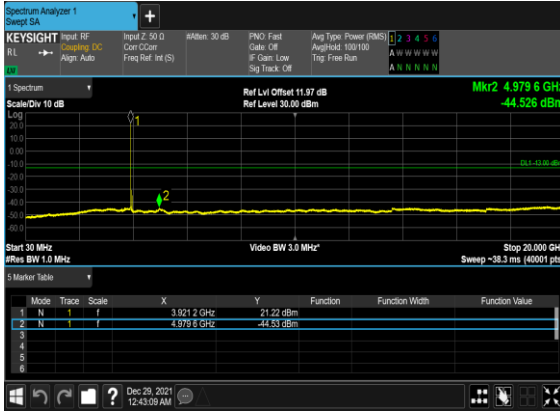 Spectrum Analyzer 1
Swept SA
+
KEYSIGHT
RL
Input: RF
Coupling: DC
Align: Auto
Input Z: 50 Ω
Corr CCorr
Freq Ref: Int (S)
#Atten: 30 dB
PNO: Fast
Gate: Off
IF Gain: Low
Sig Track: Off
Avg Type: Power (RMS)
Avg|Hold: 100/100
Trig: Free Run
1 2 3 4 5 6
A W W W W W
A N N N N N
1 Spectrum
Scale/Div 10 dB
Ref Lvl Offset 11.97 dB
Ref Level 30.00 dBm
Mkr2 4.979 6 GHz
-44.526 dBm
Log
20.0
10.0
0.00
-10.0
-20.0
-30.0
-40.0
-50.0
-60.0
1
2
DL1 -13.00 dBm
Start 30 MHz
#Res BW 1.0 MHz
Video BW 3.0 MHz*
Stop 20.000 GH
Sweep ~38.3 ms (40001 pts
5 Marker Table
Mode Trace Scale X Y Function Function Width Function Value
1 N 1 f 3.921 2 GHz 21.22 dBm
2 N 1 f 4.979 6 GHz -44.53 dBm
3
4
5
6
?
Dec 29, 2021
12:43:09 AM